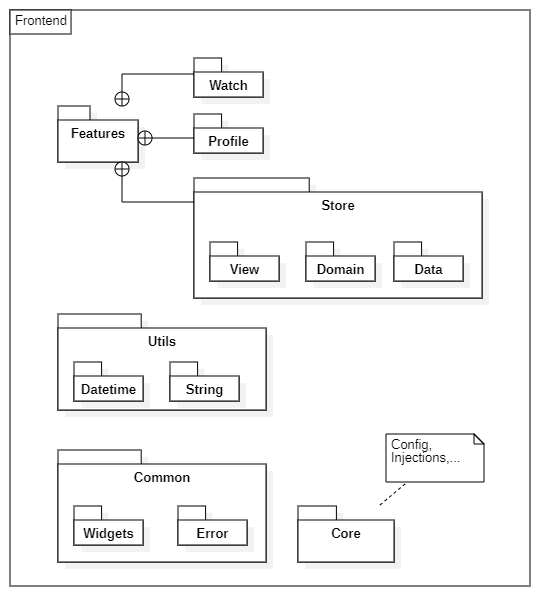 Frontend
Watch
Features
Profile
Store
View
Domain
Data
Utils
Datetime
String
Config,
Injections,...
Common
Widgets
Error
Core